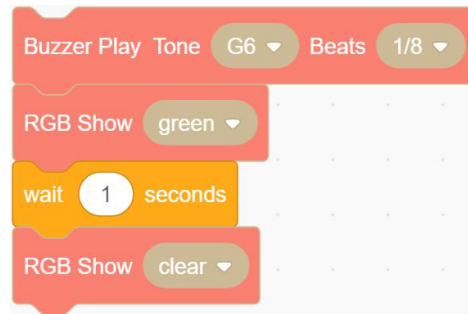 Buzzer Play Tone G6 Beats 1/8
RGB Show green
wait 1 seconds
RGB Show clear